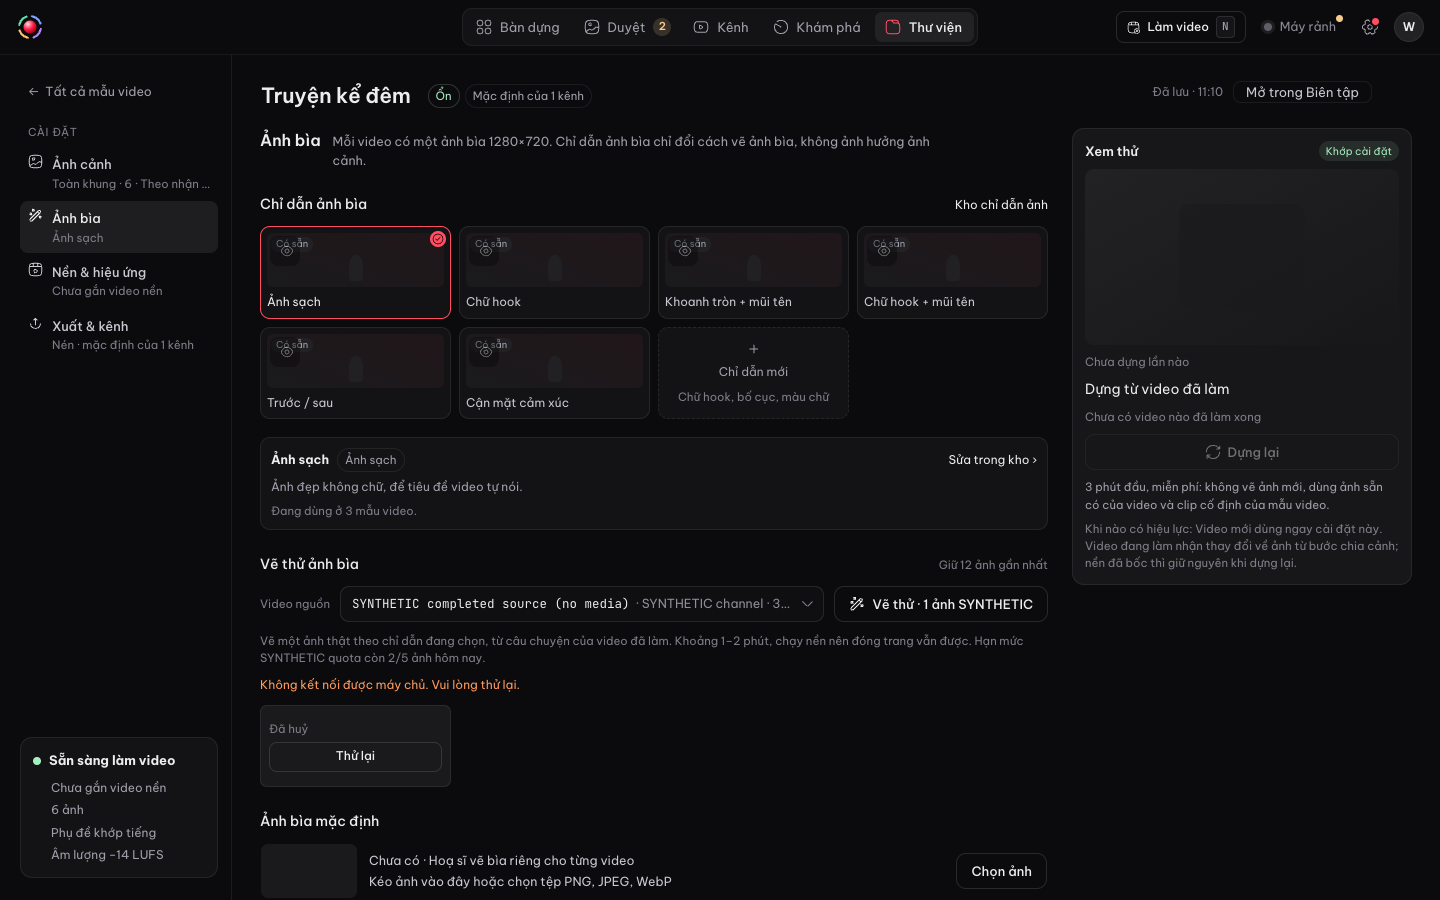 Bàn dựng
Duyệt 2
Kênh
Khám phá
Thư viện
Làm video N
Máy rảnh
W
← Tất cả mẫu video
CÀI ĐẶT
Ảnh cảnh
Toàn khung · 6 · Theo nhận ...
Ảnh bìa
Ảnh sạch
Nền & hiệu ứng
Chưa gắn video nền
Xuất & kênh
Nén · mặc định của 1 kênh
Sẵn sàng làm video
Chưa gắn video nền
6 ảnh
Phụ đề khớp tiếng
Âm lượng -14 LUFS
Truyện kể đêm
Ổn
Mặc định của 1 kênh
Đã lưu · 11:10
Mở trong Biên tập
Ảnh bìa
Mỗi video có một ảnh bìa 1280×720. Chỉ dẫn ảnh bìa chỉ đổi cách vẽ ảnh bìa, không ảnh hưởng ảnh
cảnh.
Chỉ dẫn ảnh bìa
Kho chỉ dẫn ảnh
Có sẵn
Ảnh sạch
Có sẵn
Chữ hook
Có sẵn
Khoanh tròn + mũi tên
Có sẵn
Chữ hook + mũi tên
Có sẵn
Trước / sau
Có sẵn
Cận mặt cảm xúc
+
Chỉ dẫn mới
Chữ hook, bố cục, màu chữ
Ảnh sạch
Ảnh sạch
Sửa trong kho ›
Ảnh đẹp không chữ, để tiêu đề video tự nói.
Đang dùng ở 3 mẫu video.
Vẽ thử ảnh bìa
Giữ 12 ảnh gần nhất
Video nguồn
SYNTHETIC completed source (no media) · SYNTHETIC channel · 3...
Vẽ thử · 1 ảnh SYNTHETIC
Vẽ một ảnh thật theo chỉ dẫn đang chọn, từ câu chuyện của video đã làm. Khoảng 1–2 phút, chạy nền nên đóng trang vẫn được. Hạn mức
SYNTHETIC quota còn 2/5 ảnh hôm nay.
Không kết nối được máy chủ. Vui lòng thử lại.
Đã huỷ
Thử lại
Ảnh bìa mặc định
Chưa có · Hoạ sĩ vẽ bìa riêng cho từng video
Kéo ảnh vào đây hoặc chọn tệp PNG, JPEG, WebP
Chọn ảnh
Xem thử
Khớp cài đặt
Chưa dựng lần nào
Dựng từ video đã làm
Chưa có video nào đã làm xong
Dựng lại
3 phút đầu, miễn phí: không vẽ ảnh mới, dùng ảnh sẵn
có của video và clip cố định của mẫu video.
Khi nào có hiệu lực: Video mới dùng ngay cài đặt này.
Video đang làm nhận thay đổi về ảnh từ bước chia cảnh;
nền đã bốc thì giữ nguyên khi dựng lại.